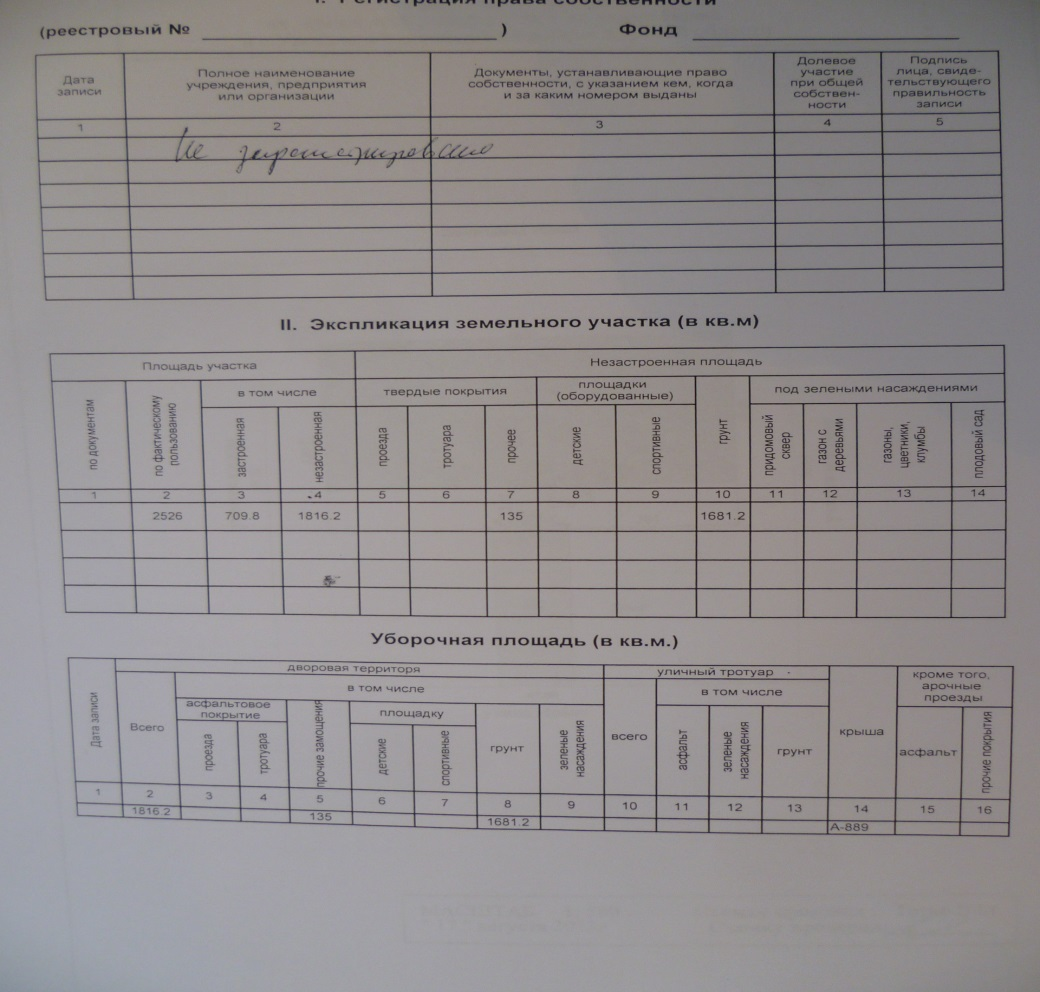 I. Регистрация права собственности
(реестровый № ) Фонд
Дата записи
Полное наименование учреждения, предприятия или организации
Документы, устанавливающие право собственности, с указанием кем, когда и за каким номером выданы
Долевое участие при общей собствен-ности
Подпись лица, свиде-тельствующего правильность записи
1 2 3 4 5
Не зарегистрировано
II. Экспликация земельного участка (в кв.м)
Площадь участка Незастроенная площадь
в том числе твердые покрытия площадки (оборудованные) под зелеными насаждениями
по документам по фактическому пользованию застроенная незастроенная проезда тротуара прочее детские спортивные грунт придомовый сквер газон с деревьями газоны, цветники, клумбы плодовый сад
1 2 3 4 5 6 7 8 9 10 11 12 13 14
2526 709.8 1816.2 135 1681.2
Уборочная площадь (в кв.м.)
дворовая территоря уличный тротуар - кроме того, арочные проезды
в том числе в том числе
Дата записи Всего асфальтовое покрытие прочие замощения площадку грунт зеленые насаждения всего асфальт зеленые насаждения грунт крыша асфальт прочие покрытия
проезда тротуара детские спортивные
1 2 3 4 5 6 7 8 9 10 11 12 13 14 15 16
1816.2 135 1681.2 А-889